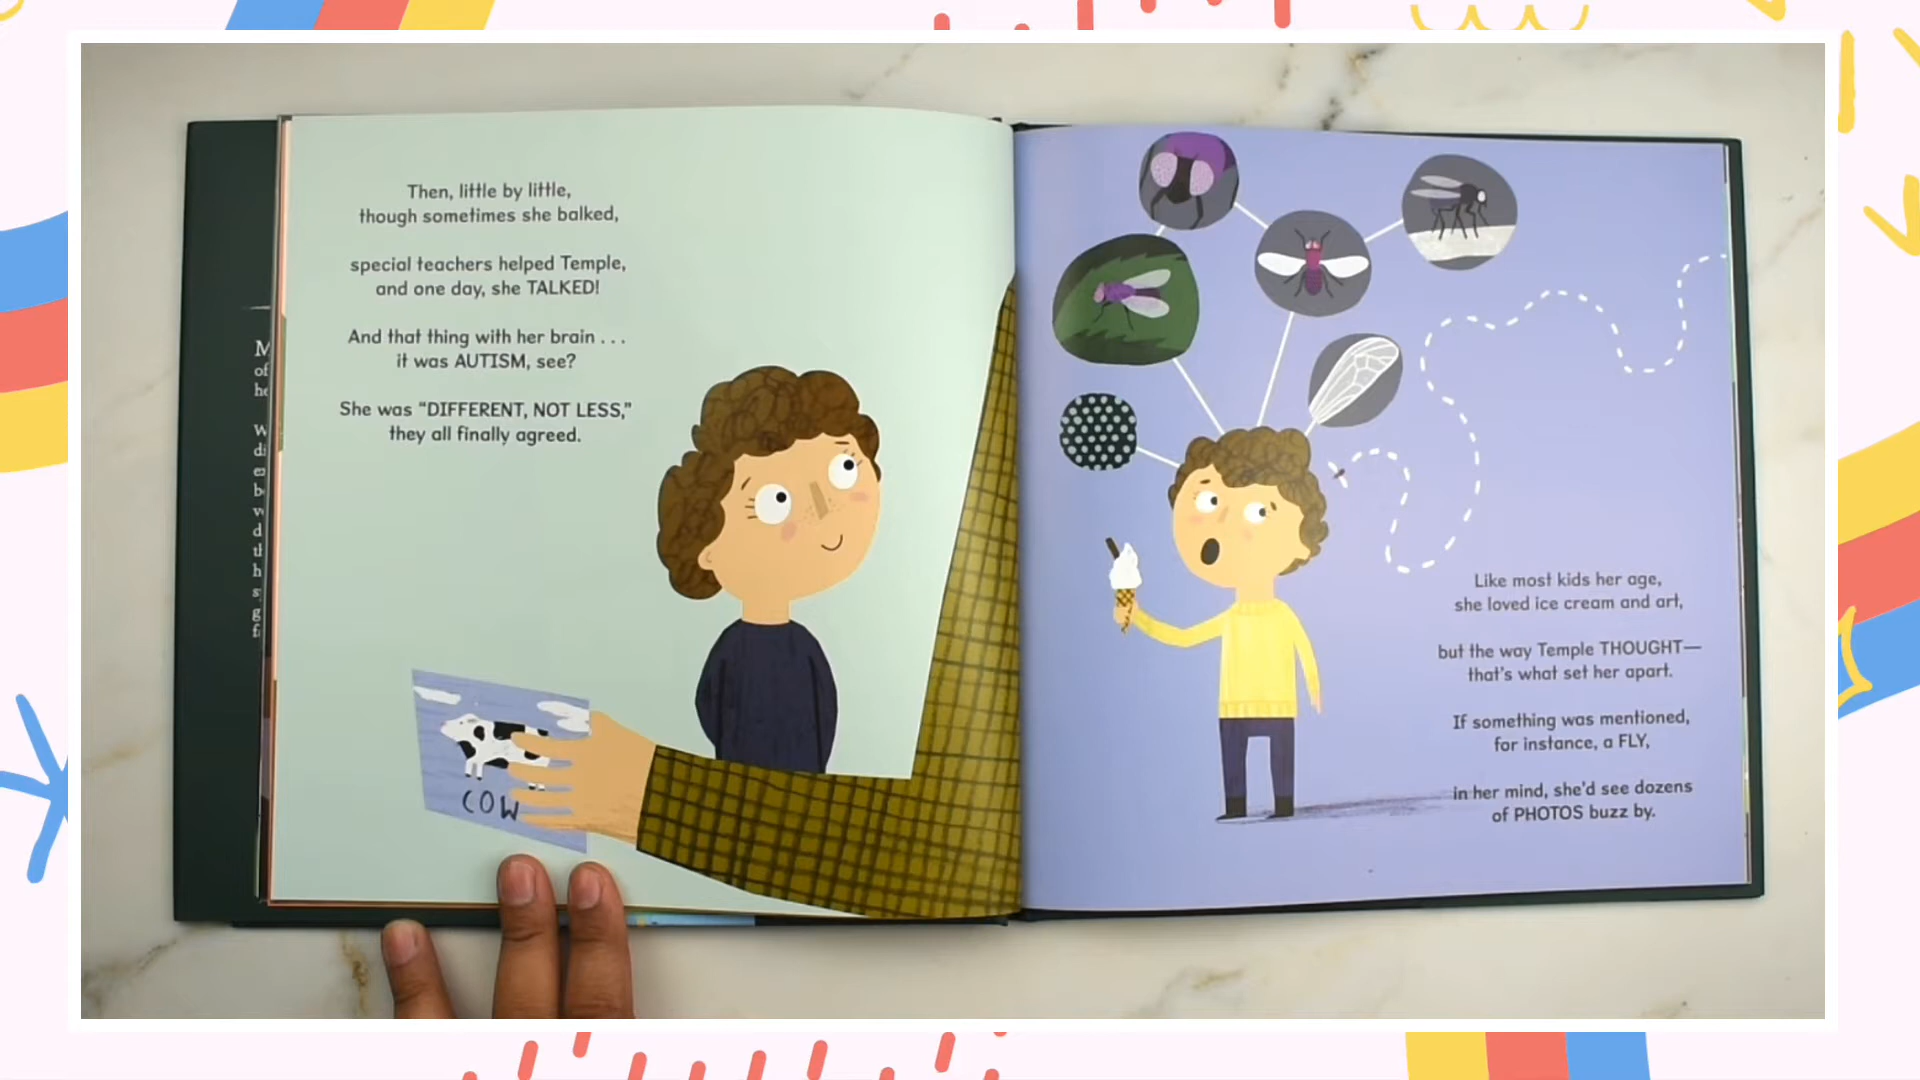 Then, little by little,
though sometimes she balked,
special teachers helped Temple,
and one day, she TALKED!
And that thing with her brain . . .
it was AUTISM, see?
She was “DIFFERENT, NOT LESS,”
they all finally agreed.
COW
Like most kids her age,
she loved ice cream and art,
but the way Temple THOUGHT—
that's what set her apart.
If something was mentioned,
for instance, a FLY,
in her mind, she'd see dozens
of PHOTOS buzz by.